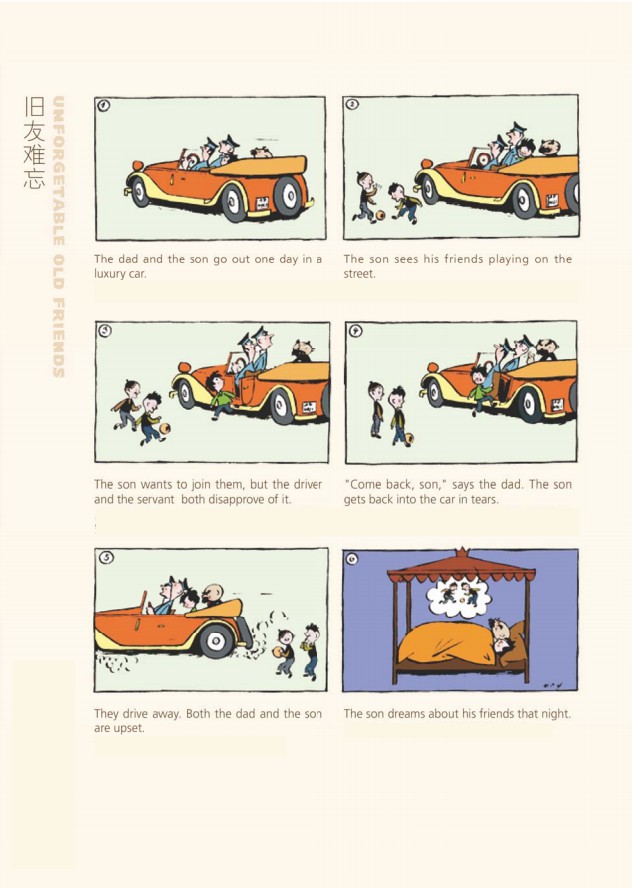 旧友难忘
UNFORGETABLE OLD FRIENDS
1
2
The dad and the son go out one day in a
luxury car.
The son sees his friends playing on the
street.
3
4
The son wants to join them, but the driver
and the servant both disapprove of it.
"Come back, son," says the dad. The son
gets back into the car in tears.
5
6
They drive away. Both the dad and the son
are upset.
The son dreams about his friends that night.